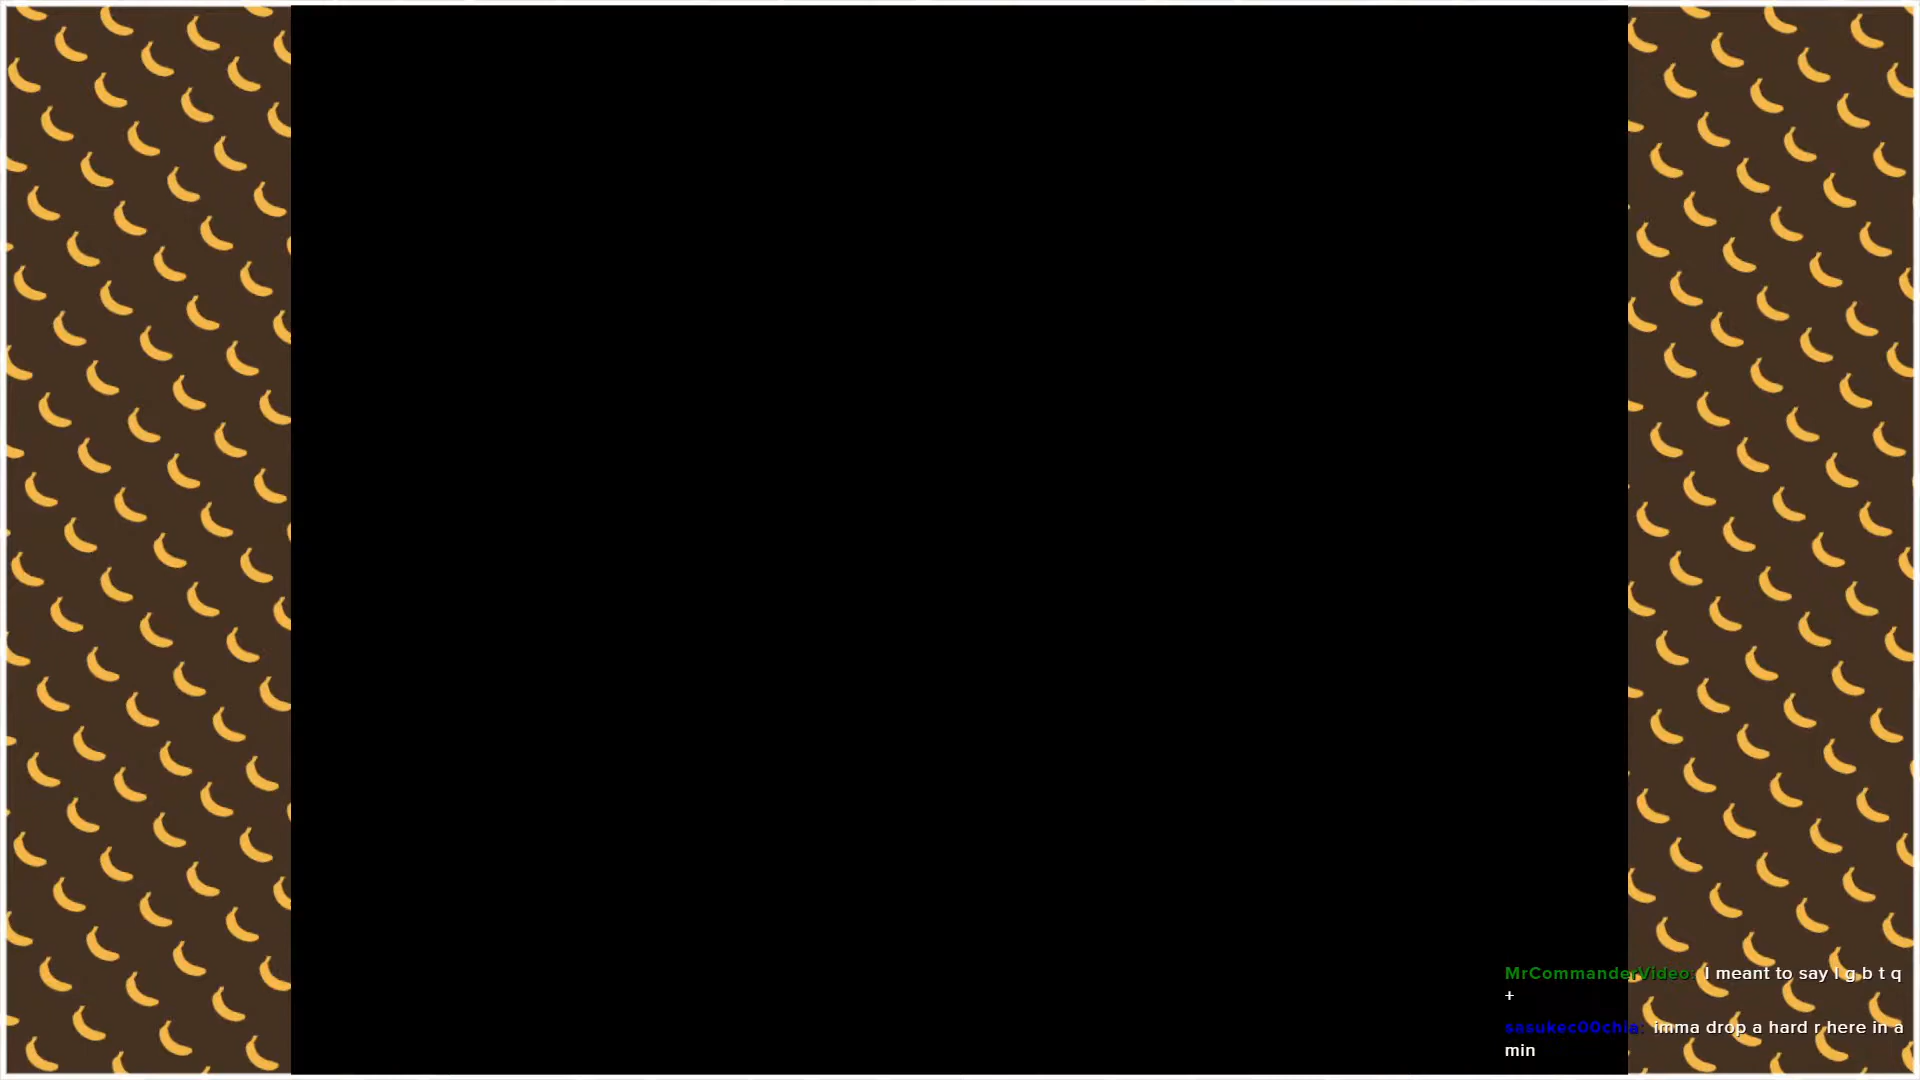 MrCommanderVideo: I meant to say l g b t q
+
sasukec00chia: imma drop a hard r here in a
min